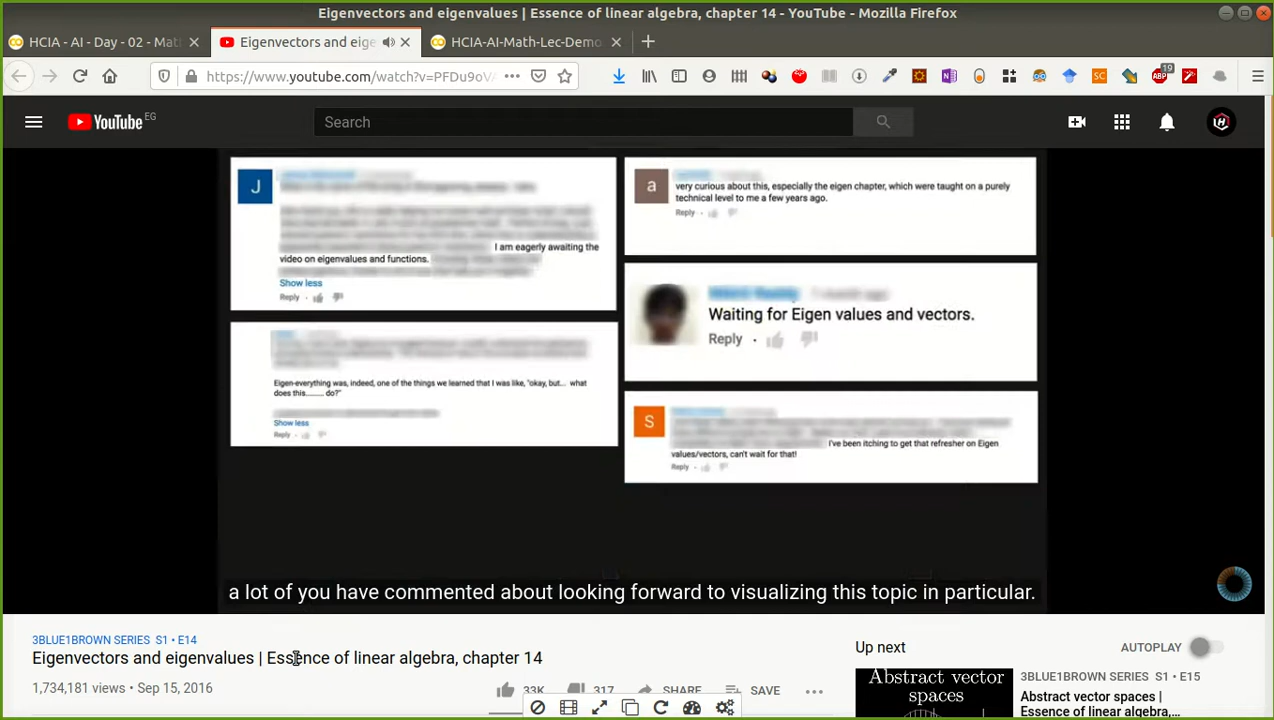 Eigenvectors and eigenvalues | Essence of linear algebra, chapter 14 - YouTube - Mozilla Firefox
HCIA - AI - Day - 02 - Mat
Eigenvectors and eige
HCIA-AI-Math-Lec-Demo.
https://www.youtube.com/watch?v=PFDu9oVA
19
YouTube EG
Search
J
I am eagerly awaiting the
video on eigenvalues and functions.
Show less
Reply
Eigen-everything was, indeed, one of the things we learned that I was like, "okay, but... what
does this......... do?"
Show less
Reply
a
very curious about this, especially the eigen chapter, which were taught on a purely
technical level to me a few years ago.
Reply
Waiting for Eigen values and vectors.
Reply
S
I've been itching to get that refresher on Eigen
values/vectors, can't wait for that!
Reply
a lot of you have commented about looking forward to visualizing this topic in particular.
3BLUE1BROWN SERIES S1 • E14
Eigenvectors and eigenvalues | Essence of linear algebra, chapter 14
1,734,181 views • Sep 15, 2016
33K
317
SHARE
SAVE
Up next
AUTOPLAY
Abstract vector
spaces
3BLUE1BROWN SERIES S1 • E15
Abstract vector spaces |
Essence of linear algebra,...